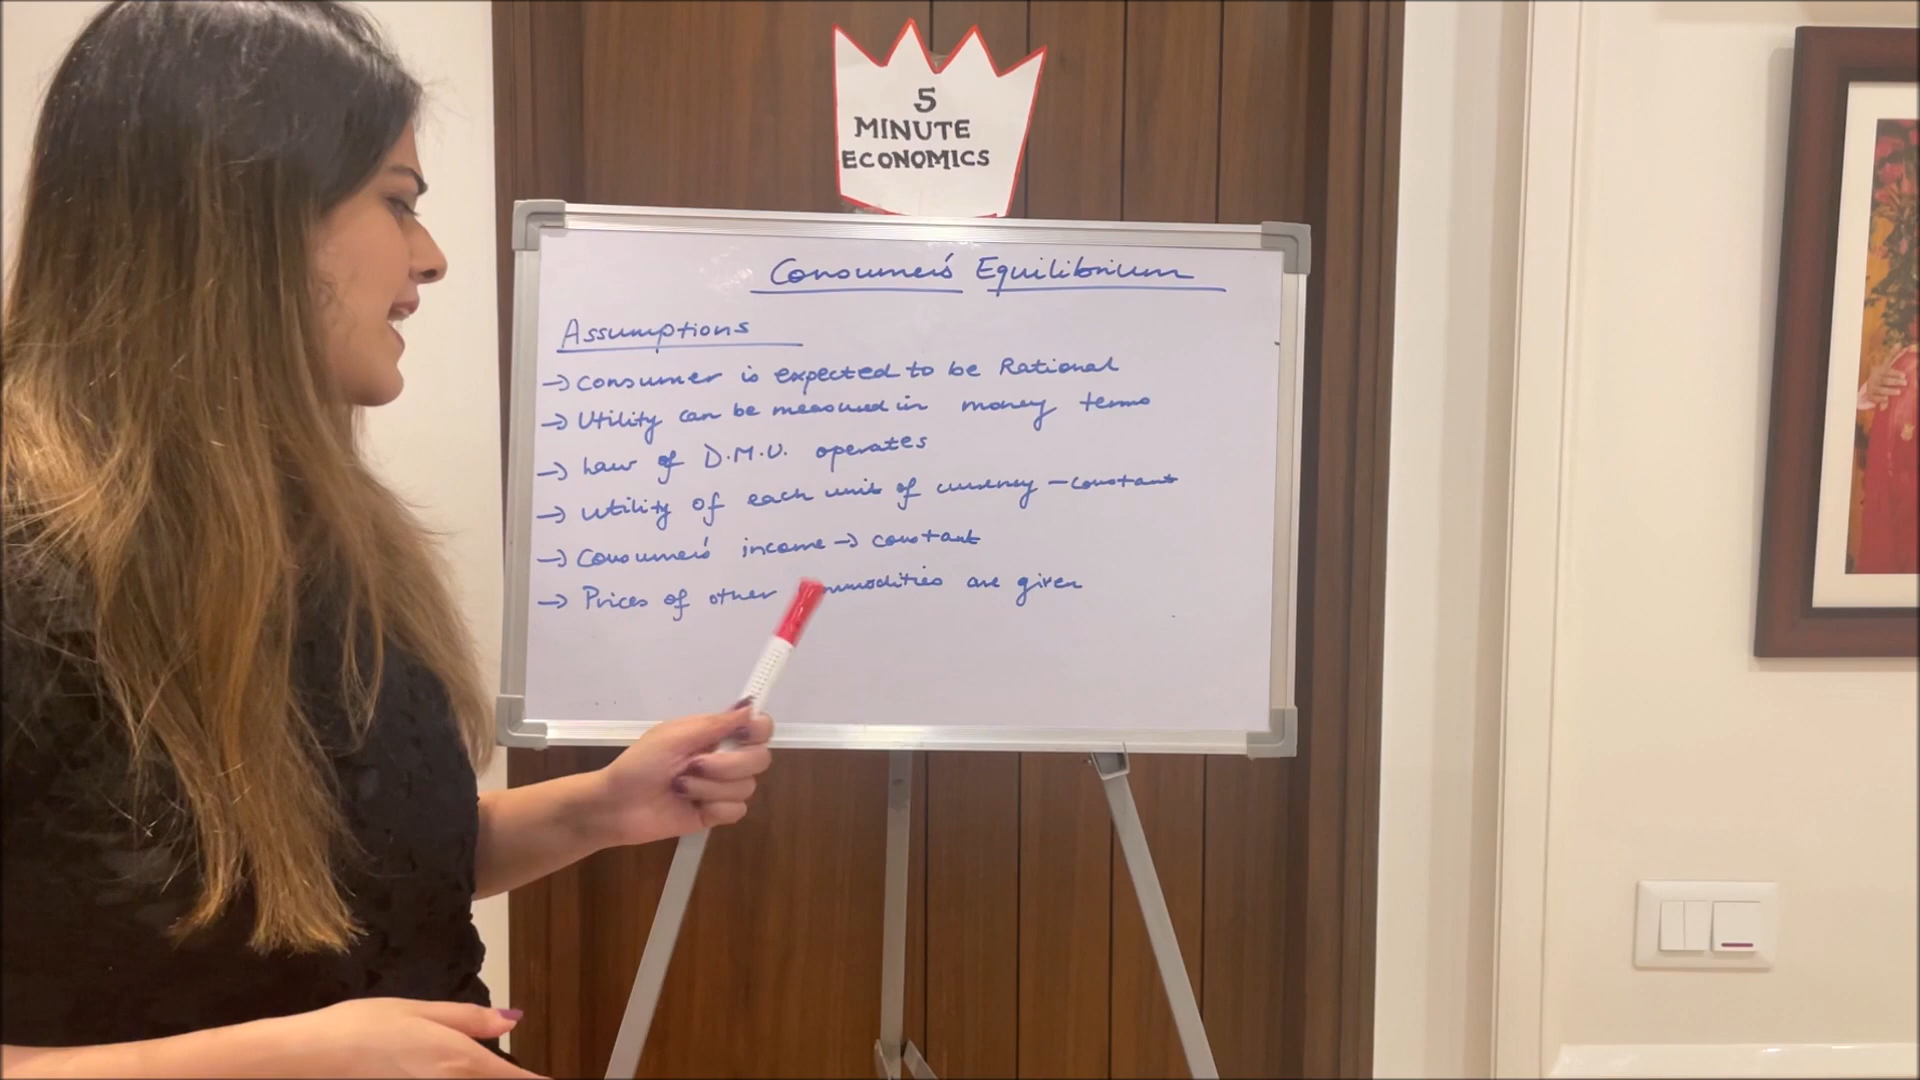 5
MINUTE
ECONOMICS
Consumer's Equilibrium
Assumptions
→ Consumer is expected to be Rational
→ Utility can be measured in money terms
→ Law of D.M.U. operates
→ Utility of each unit of currency - constant
→ Consumer's income → constant
→ Prices of other commodities are given